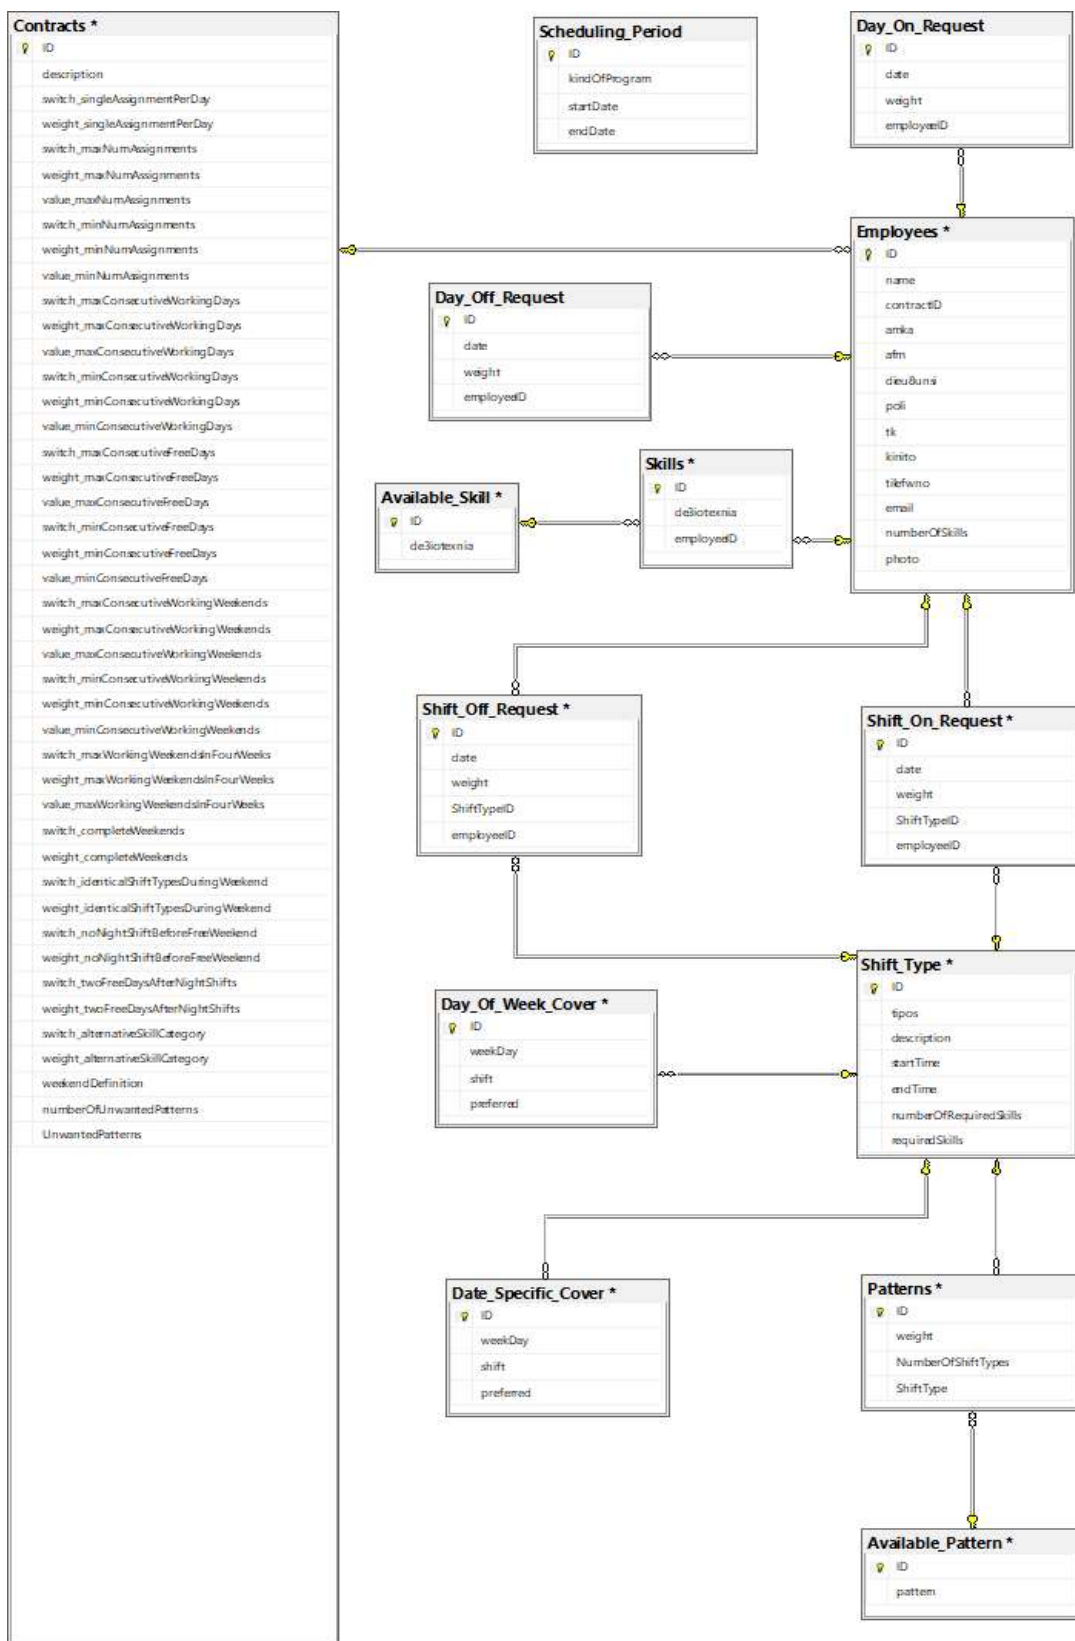 Contracts *
ID
description
switch_singleAssignmentPerDay
weight_singleAssignmentPerDay
switch_maxNumAssignments
weight_maxNumAssignments
value_maxNumAssignments
switch_minNumAssignments
weight_minNumAssignments
value_minNumAssignments
switch_maxConsecutiveWorkingDays
weight_maxConsecutiveWorkingDays
value_maxConsecutiveWorkingDays
switch_minConsecutiveWorkingDays
weight_minConsecutiveWorkingDays
value_minConsecutiveWorkingDays
switch_maxConsecutiveFreeDays
weight_maxConsecutiveFreeDays
value_maxConsecutiveFreeDays
switch_minConsecutiveFreeDays
weight_minConsecutiveFreeDays
value_minConsecutiveFreeDays
switch_maxConsecutiveWorkingWeekends
weight_maxConsecutiveWorkingWeekends
value_maxConsecutiveWorkingWeekends
switch_minConsecutiveWorkingWeekends
weight_minConsecutiveWorkingWeekends
value_minConsecutiveWorkingWeekends
switch_maxWorkingWeekendsInFourWeeks
weight_maxWorkingWeekendsInFourWeeks
value_maxWorkingWeekendsInFourWeeks
switch_completeWeekends
weight_completeWeekends
switch_identicalShiftTypesDuringWeekend
weight_identicalShiftTypesDuringWeekend
switch_noNightShiftBeforeFreeWeekend
weight_noNightShiftBeforeFreeWeekend
switch_twoFreeDaysAfterNightShifts
weight_twoFreeDaysAfterNightShifts
switch_alternativeSkillCategory
weight_alternativeSkillCategory
weekendDefinition
numberOfUnwantedPatterns
UnwantedPatterns
Scheduling_Period
ID
kindOfProgram
startDate
endDate
Day_On_Request
ID
date
weight
employeeID
Employees *
ID
name
contractID
amka
afm
dieu8unsi
poli
tk
kinito
tilefwno
email
numberOfSkills
photo
Day_Off_Request
ID
date
weight
employeeID
Skills *
ID
de3iotexnia
employeeID
Available_Skill *
ID
de3iotexnia
Shift_Off_Request *
ID
date
weight
ShiftTypeID
employeeID
Shift_On_Request *
ID
date
weight
ShiftTypeID
employeeID
Shift_Type *
ID
tipos
description
startTime
endTime
numberOfRequiredSkills
requiredSkills
Day_Of_Week_Cover *
ID
weekDay
shift
preferred
Date_Specific_Cover *
ID
weekDay
shift
preferred
Patterns *
ID
weight
NumberOfShiftTypes
ShiftType
Available_Pattern *
ID
pattern